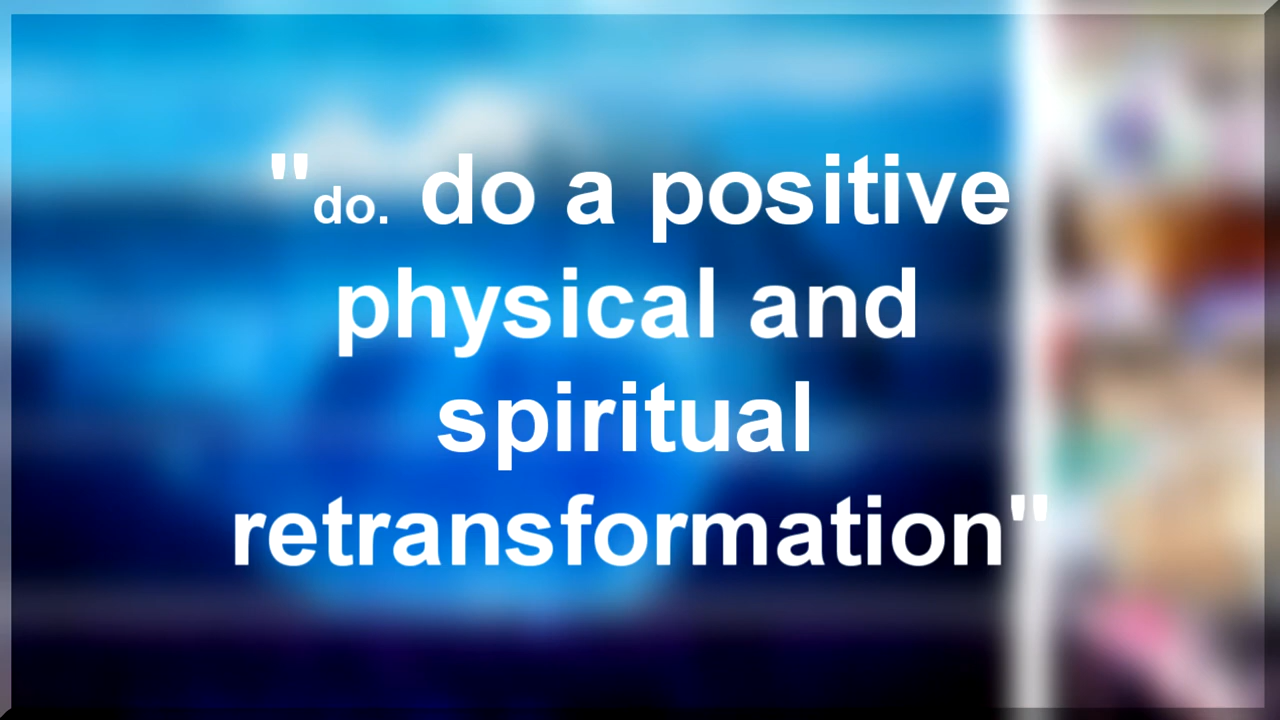 "do. do a positive
physical and
spiritual
retransformation"